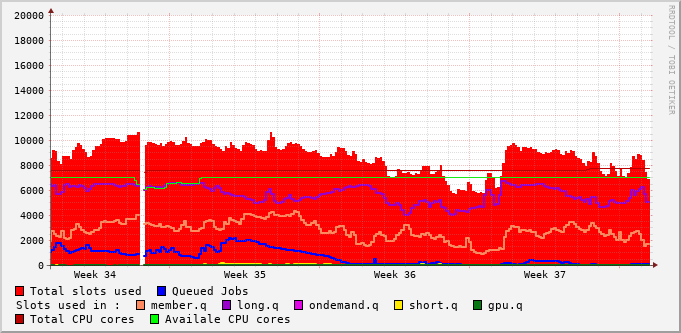 20000
18000
16000
14000
12000
10000
8000
6000
4000
2000
0
Week 34 Week 35 Week 36 Week 37
Total slots used Queued Jobs
Slots used in : member.q long.q ondemand.q short.q gpu.q
Total CPU cores Availale CPU cores
RRDTOOL / TOBI OETIKER